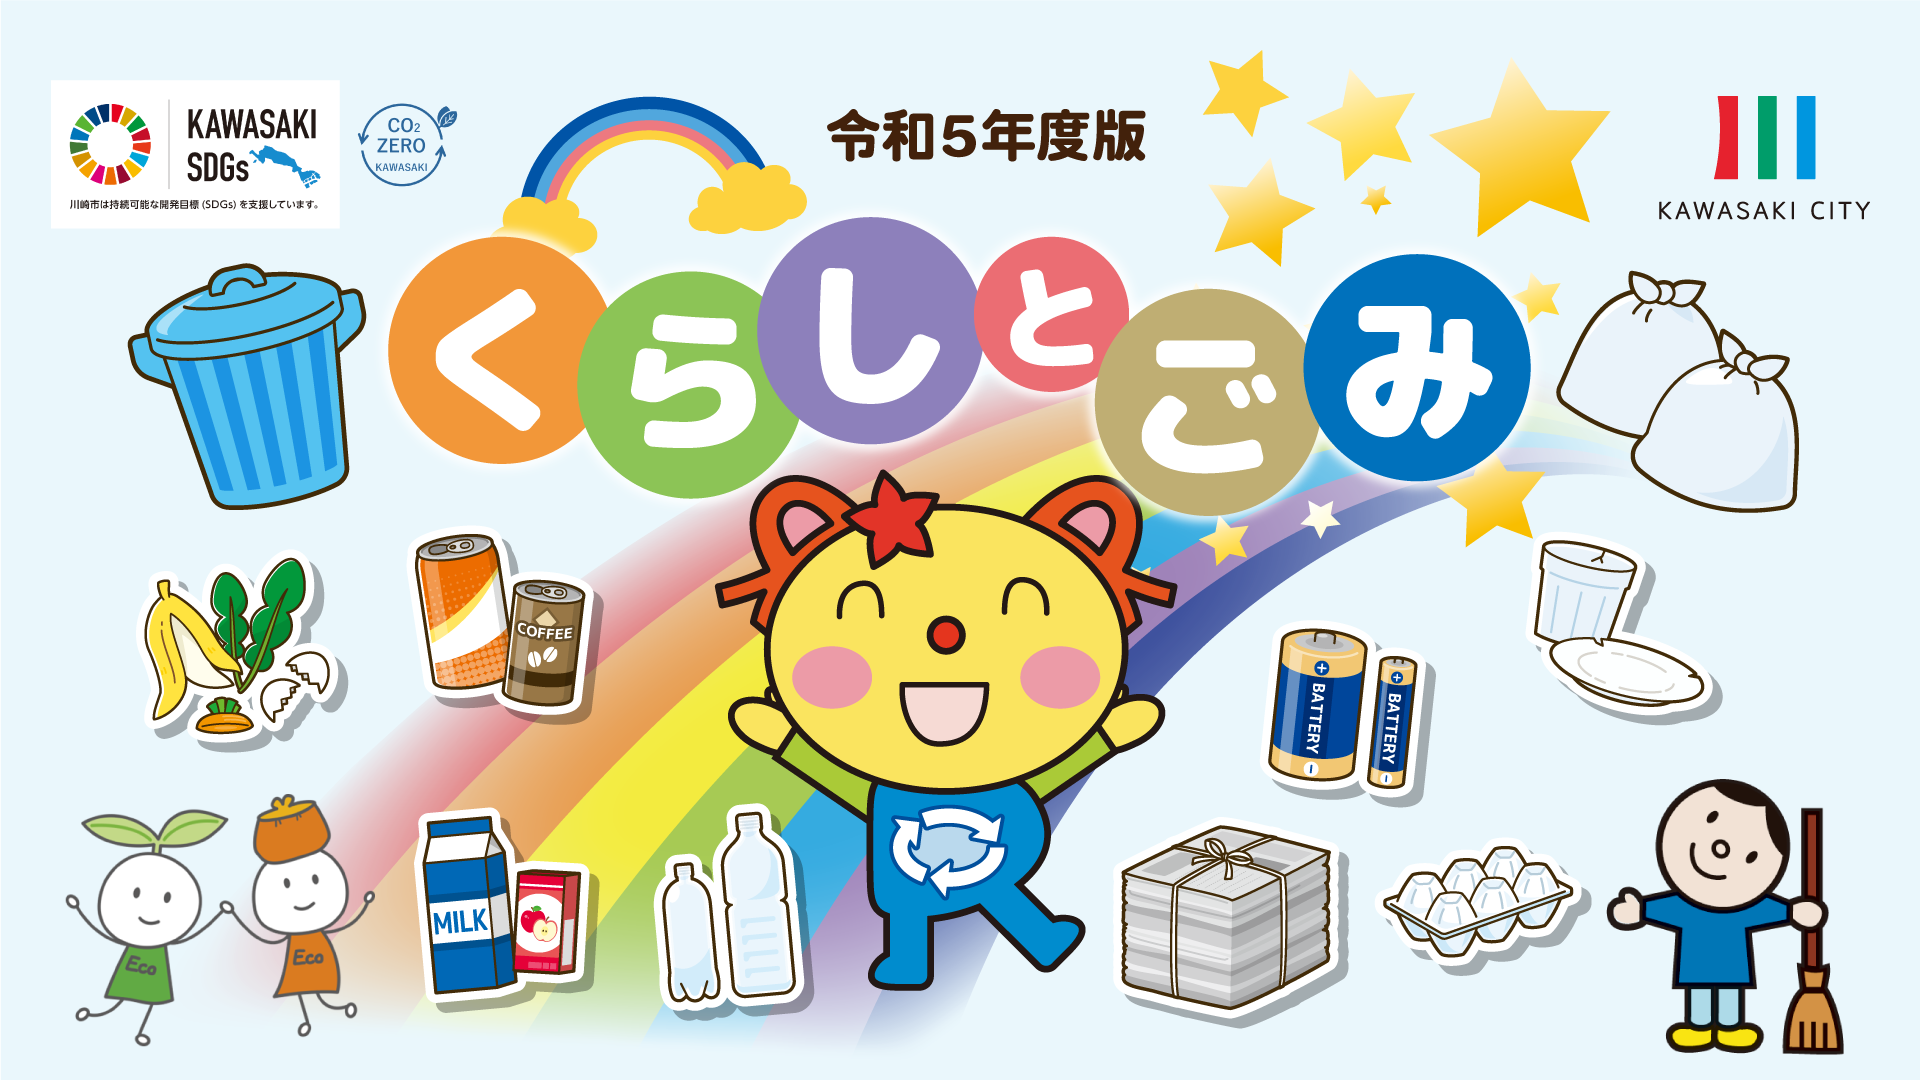 KAWASAKI
SDGs
川崎市は持続可能な開発目標(SDGs)を支援しています。
CO2
ZERO
KAWASAKI
令和5年度版
KAWASAKI CITY
くらしとごみ
COFFEE
BATTERY
BATTERY
MILK
Eco
Eco